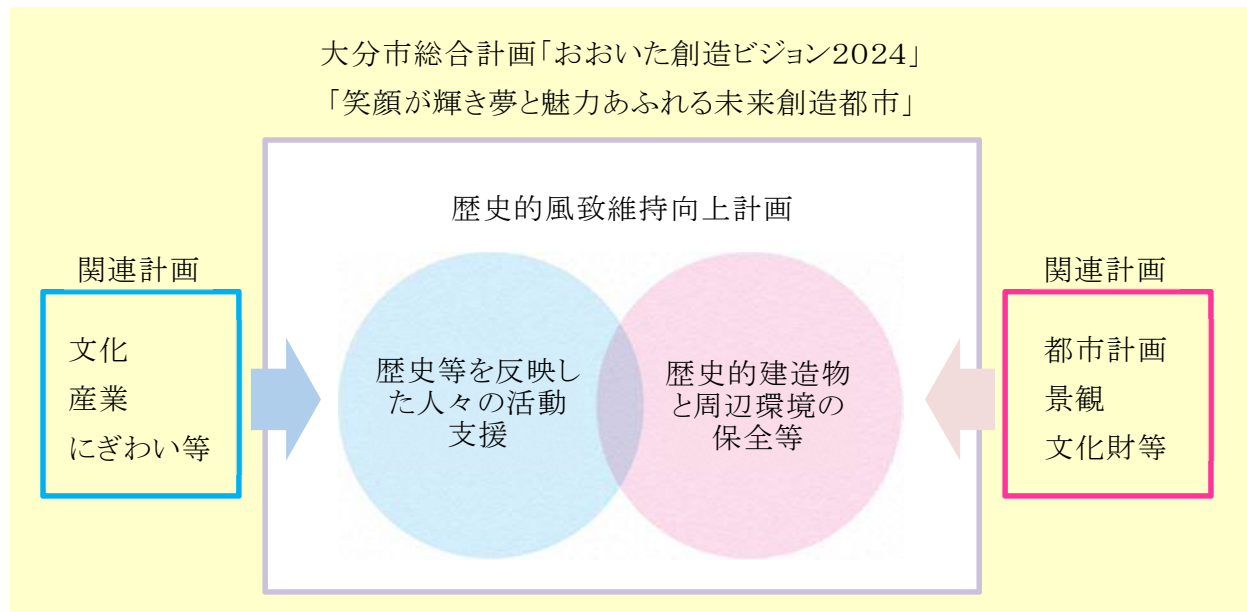 大分市総合計画「おおいた創造ビジョン2024」
「笑顔が輝き夢と魅力あふれる未来創造都市」
歴史的風致維持向上計画
関連計画
文化
産業
にぎわい等
歴史等を反映し
た人々の活動
支援
歴史的建造物
と周辺環境の
保全等
関連計画
都市計画
景観
文化財等